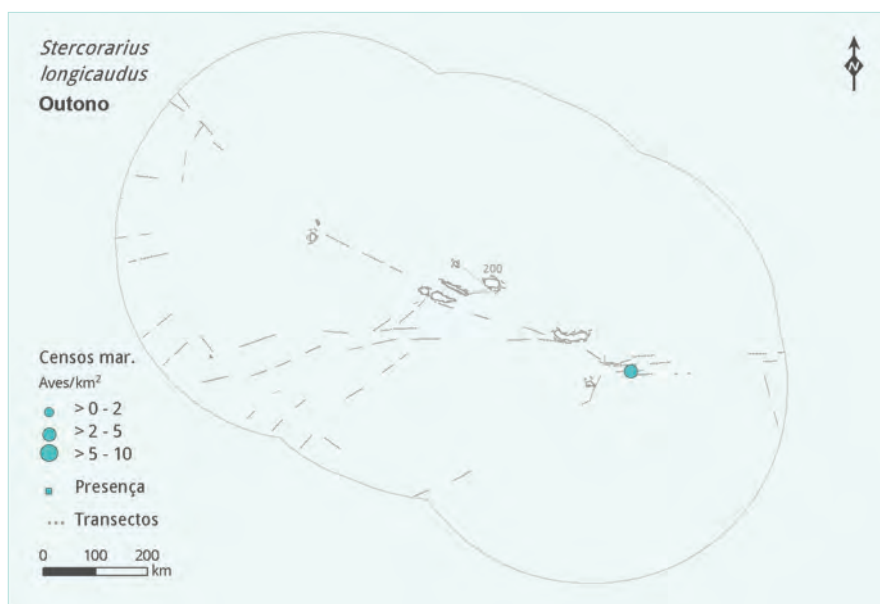 Stercorarius
longicaudus
Outono
N
200
Censos mar.
Aves/km²
> 0 - 2
> 2 - 5
> 5 - 10
Presença
Transectos
0 100 200
km